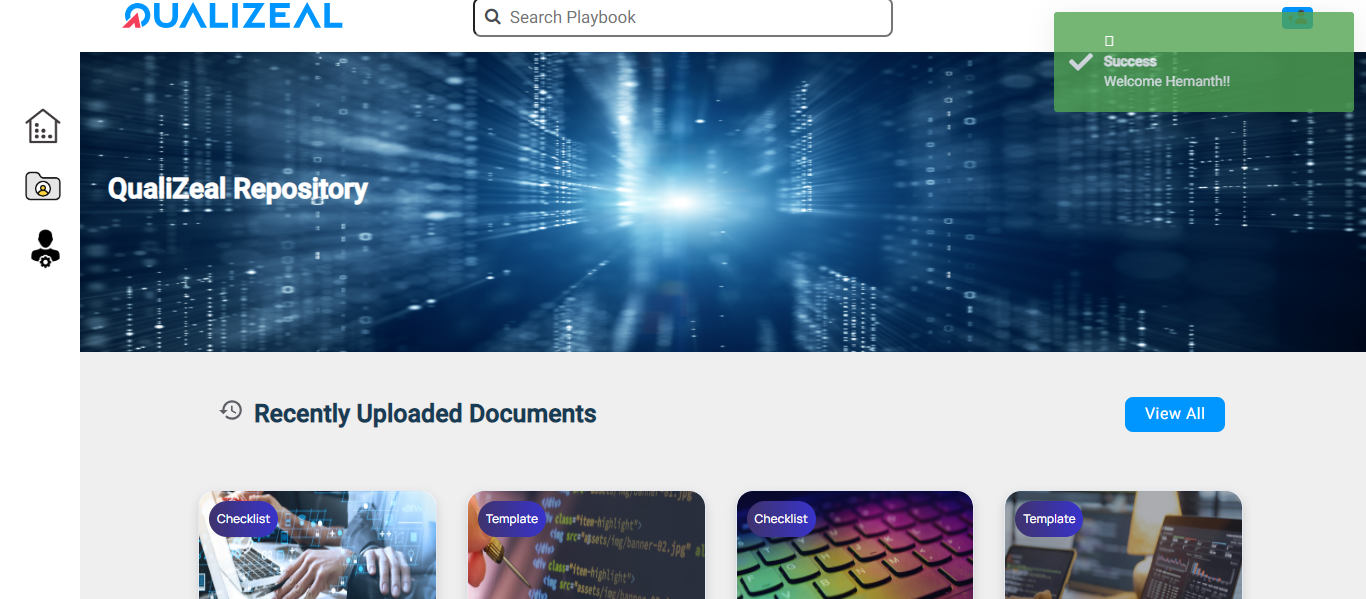 QUALIZEAL
Search Playbook
Success
Welcome Hemanth!!
QualiZeal Repository
Recently Uploaded Documents
View All
Checklist
Template
Checklist
Template